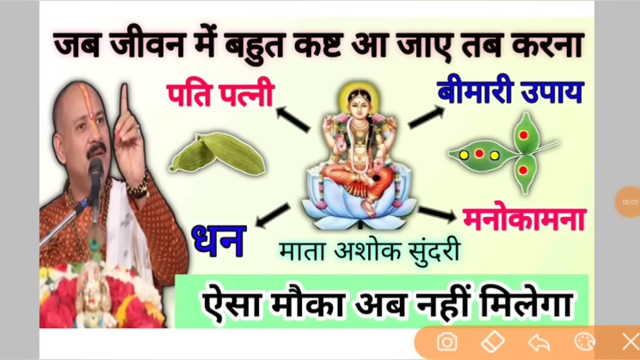 जब जीवन में बहुत कष्ट आ जाए तब करना
पति पत्नी
बीमारी उपाय
धन
मनोकामना
माता अशोक सुंदरी
ऐसा मौका अब नहीं मिलेगा